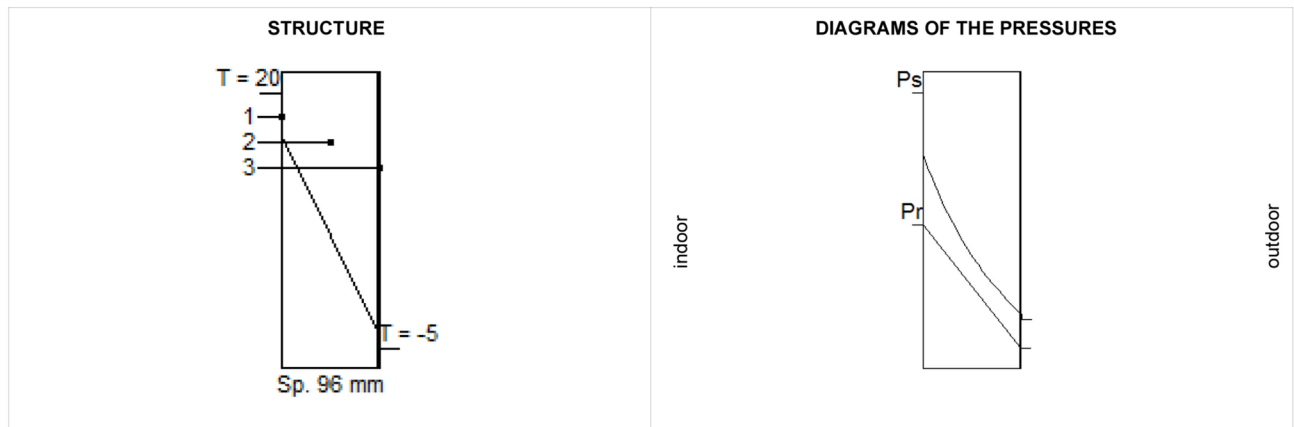 STRUCTURE
T = 20
1
2
3
T = -5
Sp. 96 mm
DIAGRAMS OF THE PRESSURES
Ps
Pr
indoor
outdoor